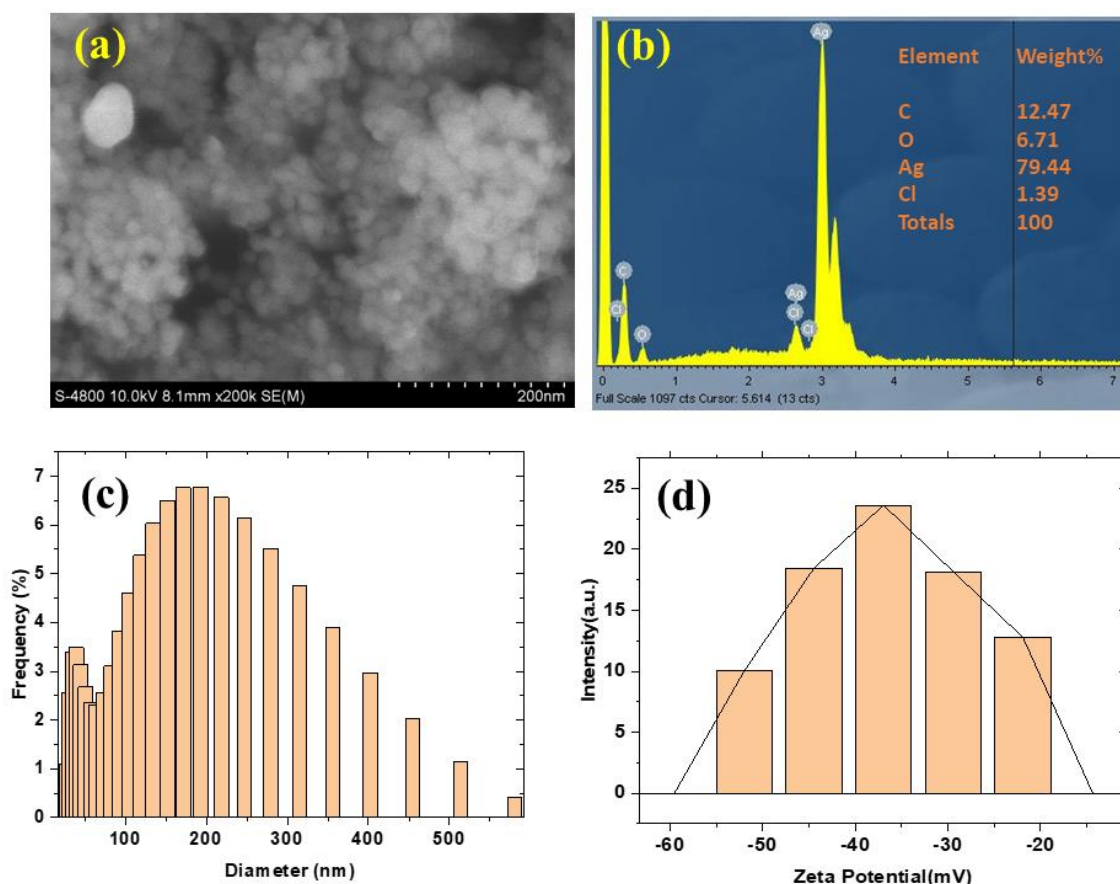 (a)
S-4800 10.0kV 8.1mm x200k SE(M)
200nm
(b)
Element Weight%
C 12.47
O 6.71
Ag 79.44
Cl 1.39
Totals 100
Ag
C
Cl
O
Ag
Cl
Cl
0 1 2 3 4 5 6 7
Full Scale 1097 cts Cursor: 5.614 (13 cts)
(c)
7
6
5
4
3
2
1
0
Frequency (%)
100 200 300 400 500
Diameter (nm)
(d)
25
20
15
10
5
0
Intensity(a.u.)
-60 -50 -40 -30 -20
Zeta Potential(mV)